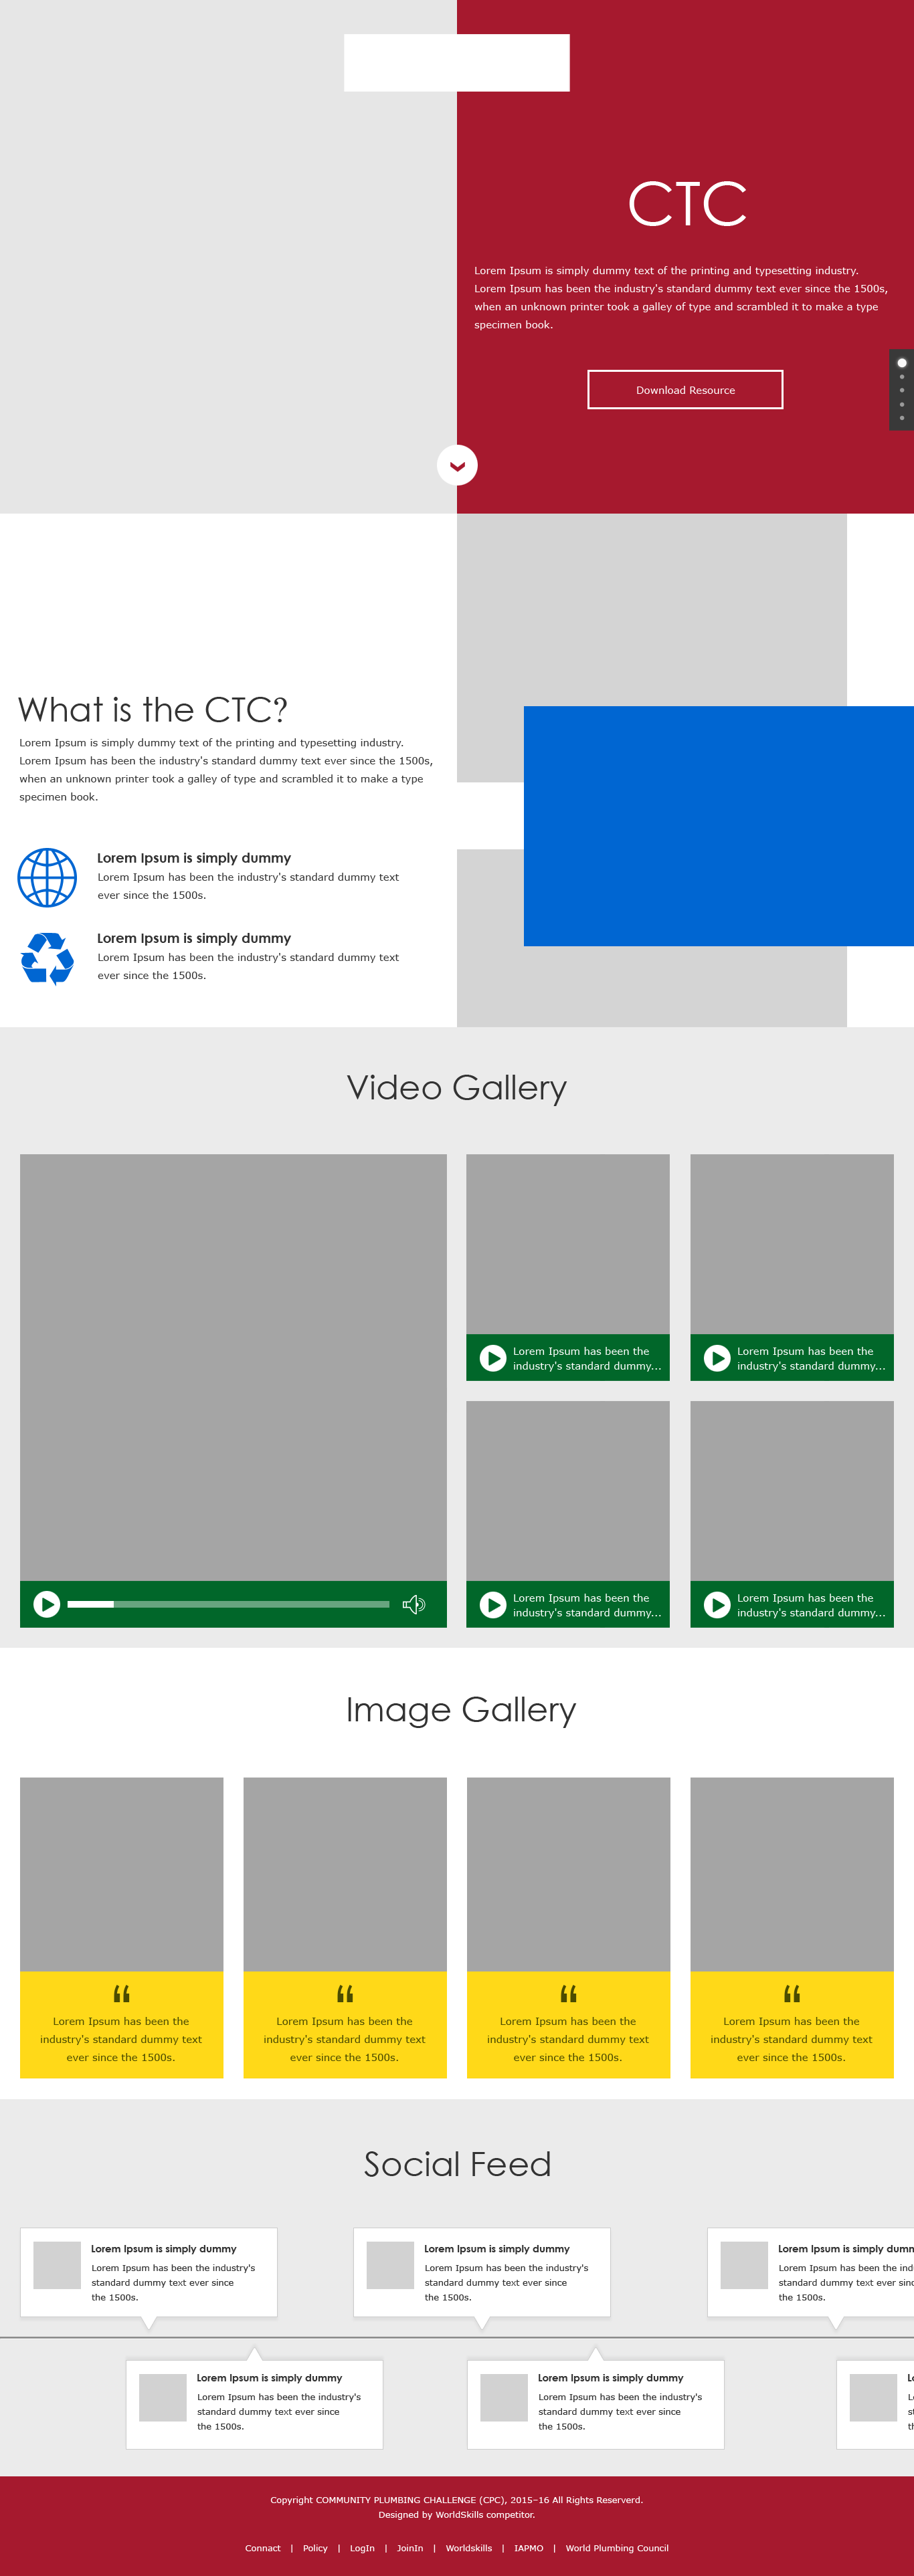 CTC
Lorem Ipsum is simply dummy text of the printing and typesetting industry.
Lorem Ipsum has been the industry's standard dummy text ever since the 1500s,
when an unknown printer took a galley of type and scrambled it to make a type
specimen book.
Download Resource
What is the CTC?
Lorem Ipsum is simply dummy text of the printing and typesetting industry.
Lorem Ipsum has been the industry's standard dummy text ever since the 1500s,
when an unknown printer took a galley of type and scrambled it to make a type
specimen book.
Lorem Ipsum is simply dummy
Lorem Ipsum has been the industry's standard dummy text
ever since the 1500s.
Lorem Ipsum is simply dummy
Lorem Ipsum has been the industry's standard dummy text
ever since the 1500s.
Video Gallery
Lorem Ipsum has been the
industry's standard dummy...
Lorem Ipsum has been the
industry's standard dummy...
Lorem Ipsum has been the
industry's standard dummy...
Lorem Ipsum has been the
industry's standard dummy...
Image Gallery
“
Lorem Ipsum has been the
industry's standard dummy text
ever since the 1500s.
“
Lorem Ipsum has been the
industry's standard dummy text
ever since the 1500s.
“
Lorem Ipsum has been the
industry's standard dummy text
ever since the 1500s.
“
Lorem Ipsum has been the
industry's standard dummy text
ever since the 1500s.
Social Feed
Lorem Ipsum is simply dummy
Lorem Ipsum has been the industry's
standard dummy text ever since
the 1500s.
Lorem Ipsum is simply dummy
Lorem Ipsum has been the industry's
standard dummy text ever since
the 1500s.
Lorem Ipsum is simply
Lorem Ipsum has been the
standard dummy text ever
the 1500s.
Lorem Ipsum is simply dummy
Lorem Ipsum has been the industry's
standard dummy text ever since
the 1500s.
Lorem Ipsum is simply dummy
Lorem Ipsum has been the industry's
standard dummy text ever since
the 1500s.
Copyright COMMUNITY PLUMBING CHALLENGE (CPC), 2015–16 All Rights Reserverd.
Designed by WorldSkills competitor.
Connact | Policy | LogIn | JoinIn | Worldskills | IAPMO | World Plumbing Council